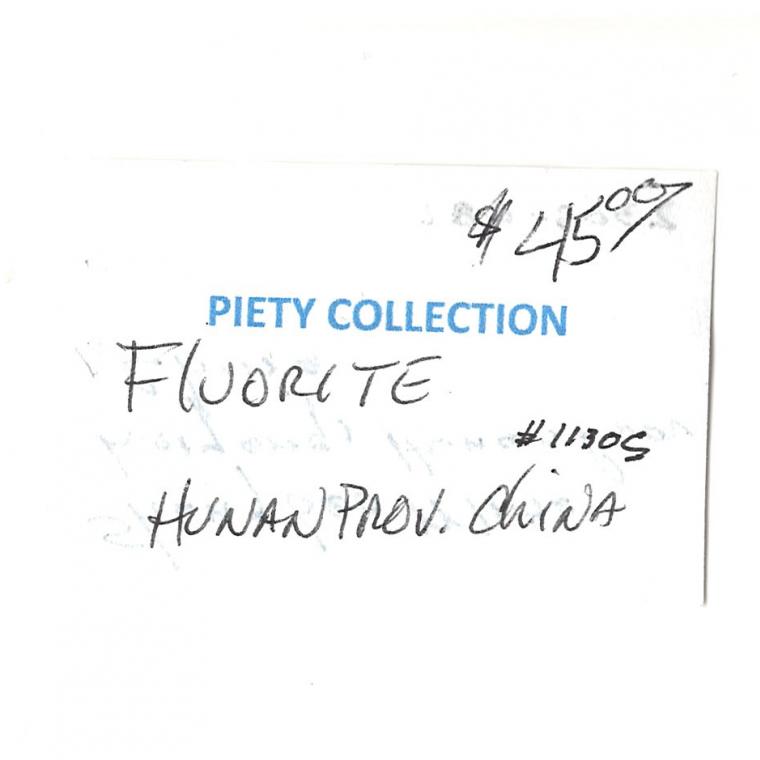 $45.00
PIETY COLLECTION
FLUORITE
#11305
HUNAN PROV. CHINA